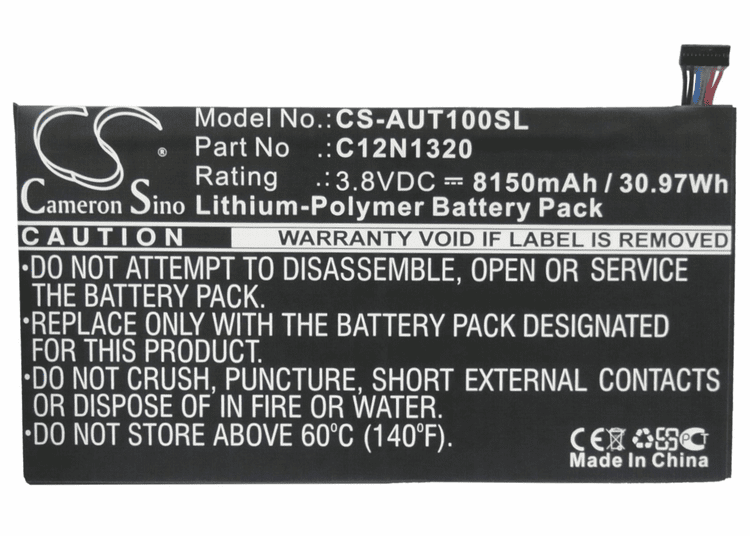 CS
®
Cameron Sino
Model No.: CS-AUT100SL
Part No : C12N1320
Rating : 3.8VDC ⎓ 8150mAh / 30.97Wh
Lithium-Polymer Battery Pack
CAUTION WARRANTY VOID IF LABEL IS REMOVED
•DO NOT ATTEMPT TO DISASSEMBLE, OPEN OR SERVICE
THE BATTERY PACK.
•REPLACE ONLY WITH THE BATTERY PACK DESIGNATED
FOR THIS PRODUCT.
•DO NOT CRUSH, PUNCTURE, SHORT EXTERNAL CONTACTS
OR DISPOSE OF IN FIRE OR WATER.
•DO NOT STORE ABOVE 60°C (140°F).
CE PCT
Made In China